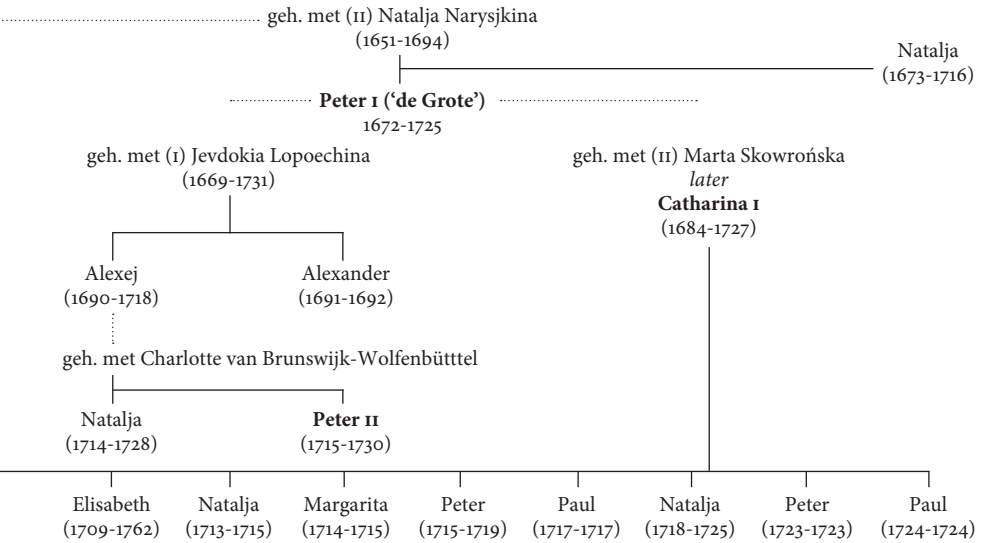 geh. met (II) Natalja Narysjkina
(1651-1694)
Natalja
(1673-1716)
Peter I (‘de Grote’)
1672-1725
geh. met (I) Jevdokia Lopoechina
(1669-1731)
geh. met (II) Marta Skowrońska
later
Catharina I
(1684-1727)
Alexej
(1690-1718)
Alexander
(1691-1692)
geh. met Charlotte van Brunswijk-Wolfenbütttel
Natalja
(1714-1728)
Peter II
(1715-1730)
Elisabeth
(1709-1762)
Natalja
(1713-1715)
Margarita
(1714-1715)
Peter
(1715-1719)
Paul
(1717-1717)
Natalja
(1718-1725)
Peter
(1723-1723)
Paul
(1724-1724)